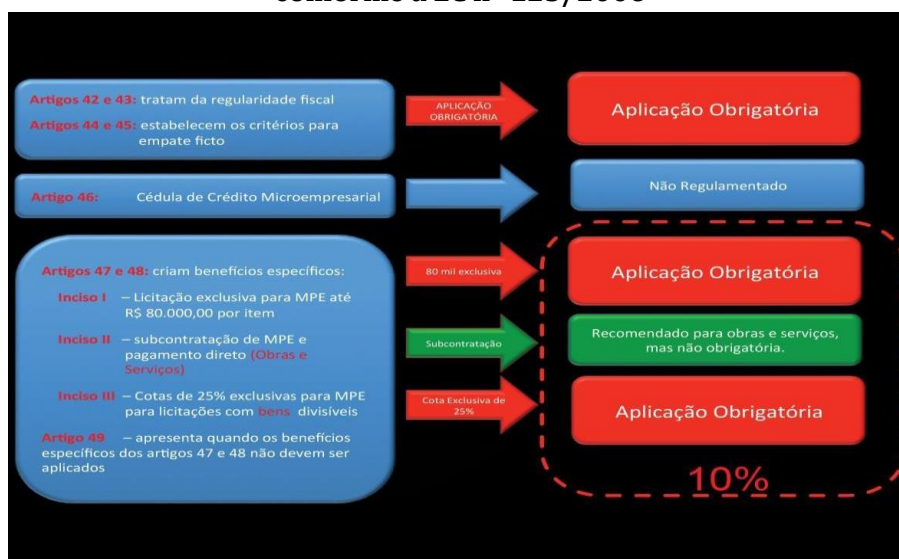 conforme a LC nº 123/2006
Artigos 42 e 43: tratam da regularidade fiscal
Artigos 44 e 45: estabelecem os critérios para
empate ficto
APLICAÇÃO
OBRIGATÓRIA
Aplicação Obrigatória
Artigo 46: Cédula de Crédito Microempresarial
Não Regulamentado
Artigos 47 e 48: criam benefícios específicos:
Inciso I – Licitação exclusiva para MPE até
R$ 80.000,00 por item
Inciso II – subcontratação de MPE e
pagamento direto (Obras e
Serviços)
Inciso III – Cotas de 25% exclusivas para MPE
para licitações com bens divisíveis
Artigo 49 – apresenta quando os benefícios
específicos dos artigos 47 e 48 não devem ser
aplicados
80 mil exclusiva
Aplicação Obrigatória
Subcontratação
Recomendado para obras e serviços,
mas não obrigatória.
Cota Exclusiva de
25%
Aplicação Obrigatória
10%